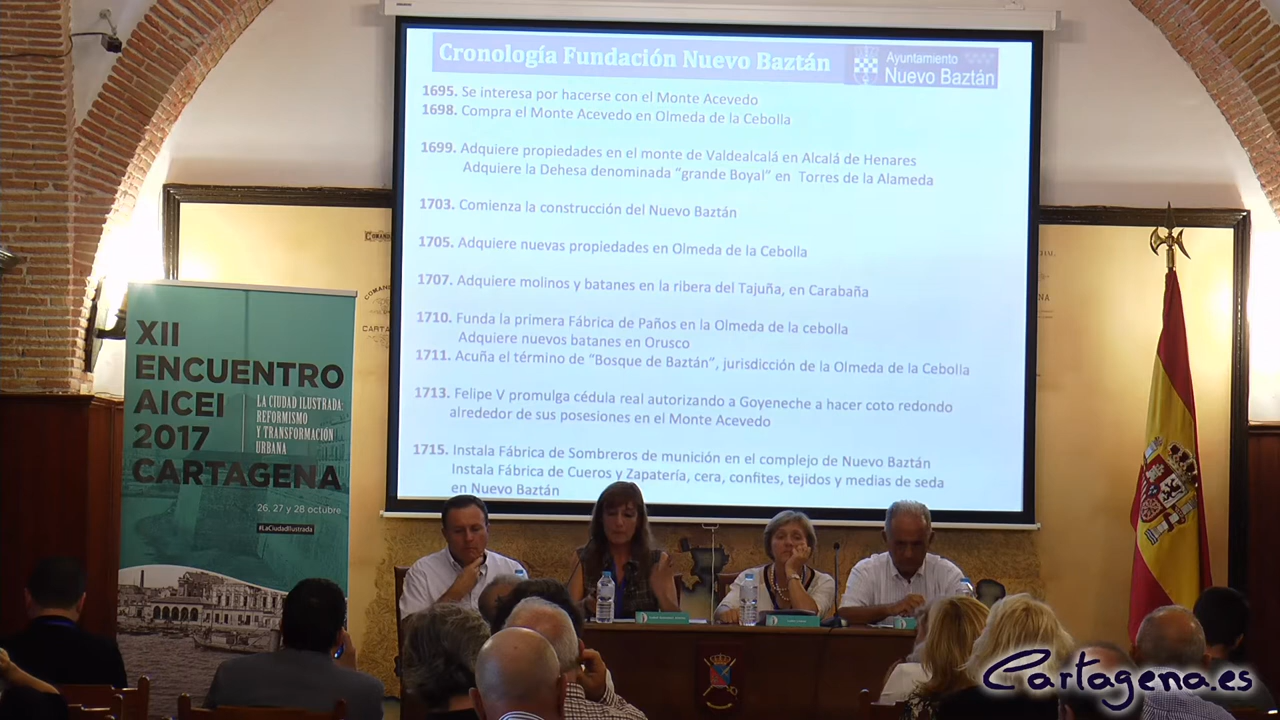 Cronología Fundación Nuevo Baztán
Ayuntamiento
Nuevo Baztán
1695. Se interesa por hacerse con el Monte Acevedo
1698. Compra el Monte Acevedo en Olmeda de la Cebolla
1699. Adquiere propiedades en el monte de Valdealcalá en Alcalá de Henares
Adquiere la Dehesa denominada “grande Boyal” en Torres de la Alameda
1703. Comienza la construcción del Nuevo Baztán
1705. Adquiere nuevas propiedades en Olmeda de la Cebolla
1707. Adquiere molinos y batanes en la ribera del Tajuña, en Carabaña
1710. Funda la primera Fábrica de Paños en la Olmeda de la cebolla
Adquiere nuevos batanes en Orusco
1711. Acuña el término de “Bosque de Baztán”, jurisdicción de la Olmeda de la Cebolla
1713. Felipe V promulga cédula real autorizando a Goyeneche a hacer coto redondo
alrededor de sus posesiones en el Monte Acevedo
1715. Instala Fábrica de Sombreros de munición en el complejo de Nuevo Baztán
Instala Fábrica de Cueros y Zapatería, cera, confites, tejidos y medias de seda
en Nuevo Baztán
XII
ENCUENTRO
AICEI
2017
CARTAGENA
LA CIUDAD ILUSTRADA:
REFORMISMO
Y TRANSFORMACIÓN
URBANA
26, 27 y 28 octubre
#LaCiudadIlustrada
Cartagena.es